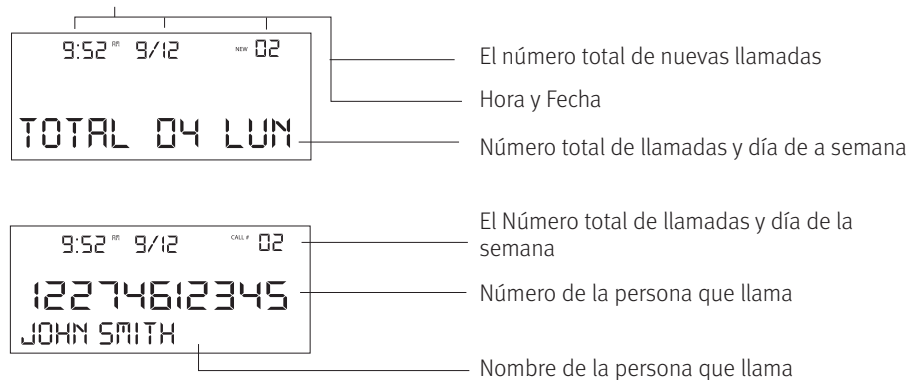 9:52 AM 9/12 NEW 02
El número total de nuevas llamadas
Hora y Fecha
TOTAL 04 LUN
Número total de llamadas y día de a semana
9:52 AM 9/12 CALL # 02
El Número total de llamadas y día de la
semana
12274612345
Número de la persona que llama
JOHN SMITH
Nombre de la persona que llama